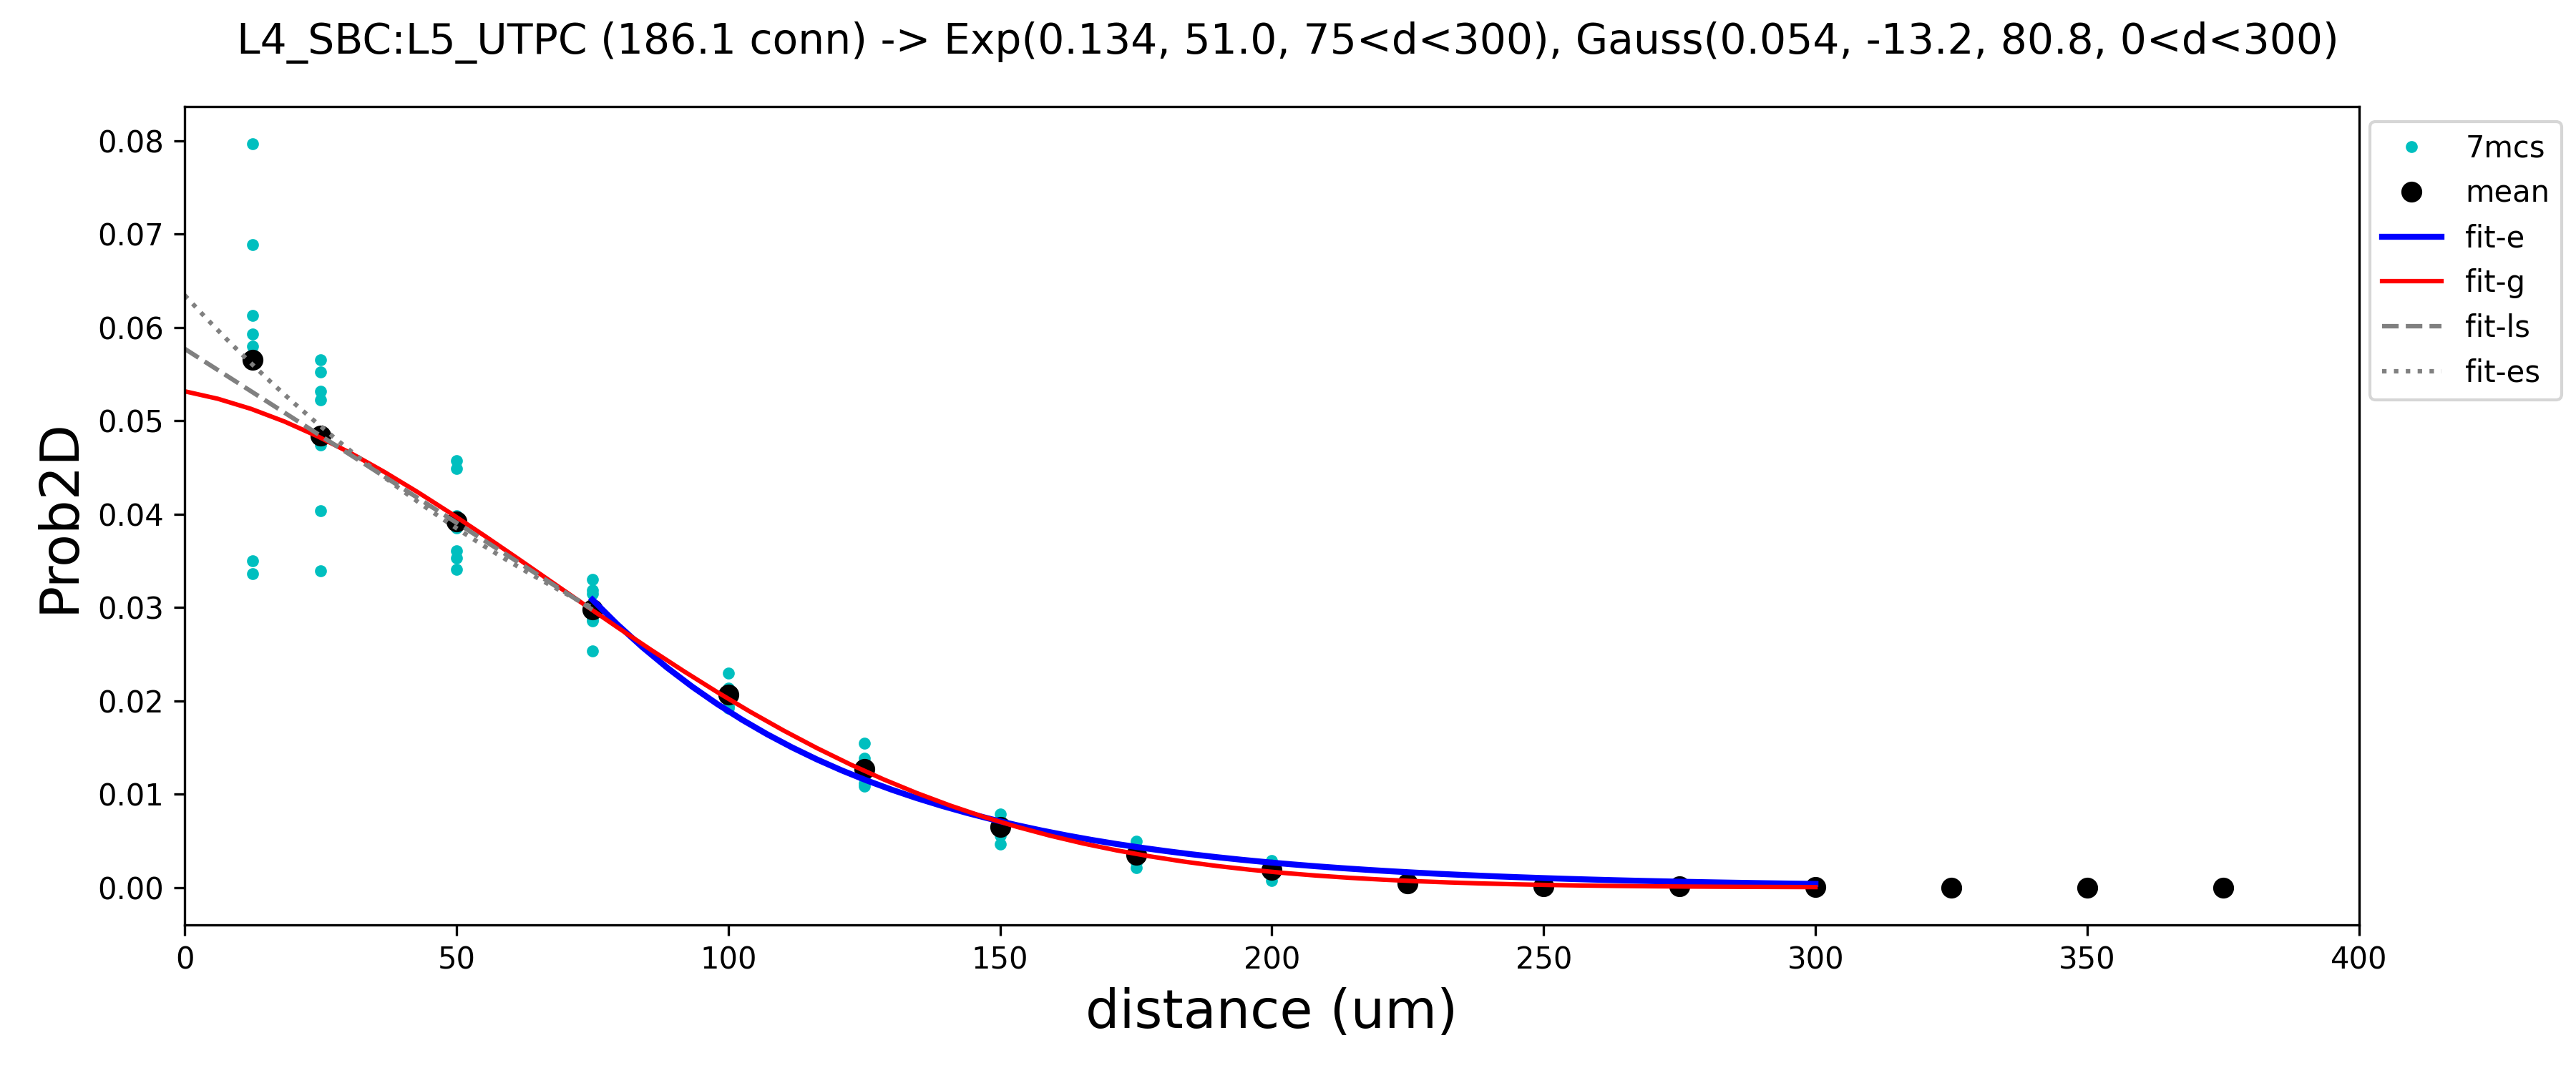 L4_SBC:L5_UTPC (186.1 conn) -> Exp(0.134, 51.0, 75<d<300), Gauss(0.054, -13.2, 80.8, 0<d<300)
Prob2D
0.08
0.07
0.06
0.05
0.04
0.03
0.02
0.01
0.00
0 50 100 150 200 250 300 350 400
distance (um)
7mcs
mean
fit-e
fit-g
fit-ls
fit-es